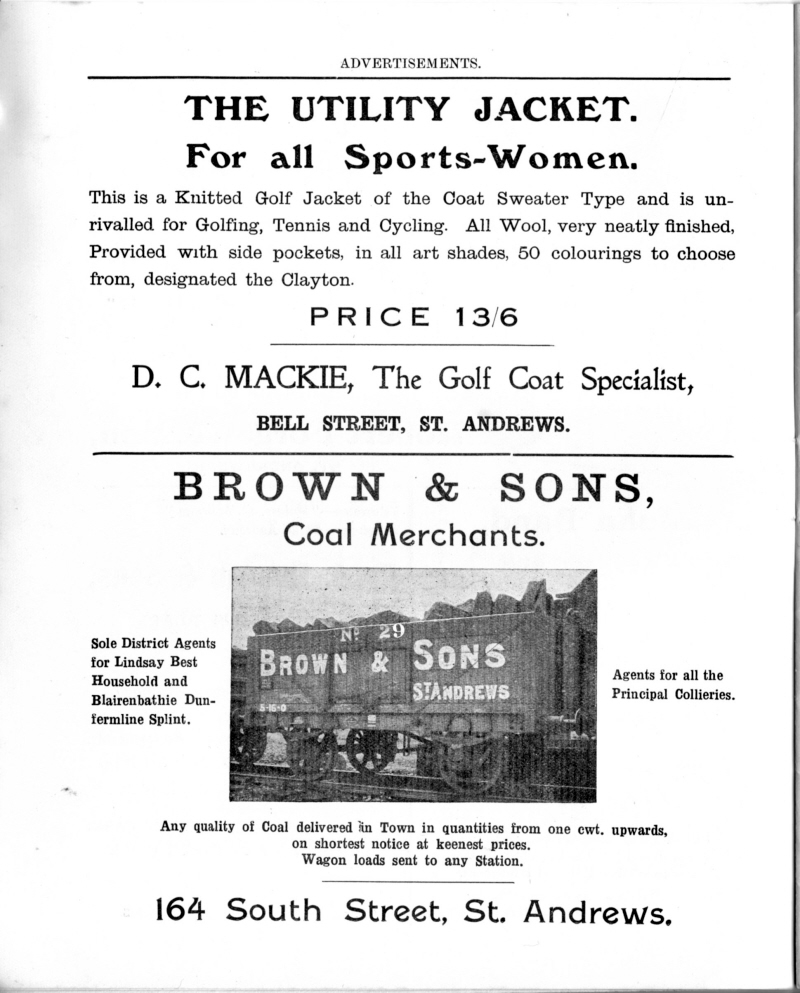 ADVERTISEMENTS.
THE UTILITY JACKET.
For all Sports-Women.
This is a Knitted Golf Jacket of the Coat Sweater Type and is un-
rivalled for Golfing, Tennis and Cycling. All Wool, very neatly finished,
Provided with side pockets, in all art shades, 50 colourings to choose
from, designated the Clayton.
PRICE 13/6
D. C. MACKIE, The Golf Coat Specialist,
BELL STREET, ST. ANDREWS.
BROWN & SONS,
Coal Merchants.
Sole District Agents
for Lindsay Best
Household and
Blairenbathie Dun-
fermline Splint.
No 29
BROWN & SONS
ST ANDREWS
5-16-0
Agents for all the
Principal Collieries.
Any quality of Coal delivered in Town in quantities from one cwt. upwards,
on shortest notice at keenest prices.
Wagon loads sent to any Station.
164 South Street, St. Andrews.